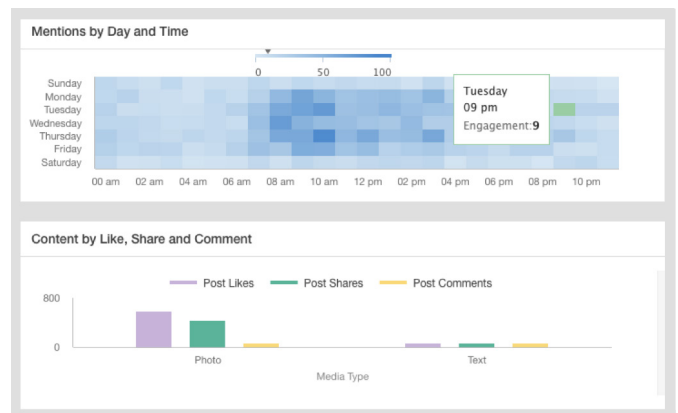 Mentions by Day and Time
0 50 100
Sunday
Monday
Tuesday
Wednesday
Thursday
Friday
Saturday
Tuesday
09 pm
Engagement:9
00 am 02 am 04 am 06 am 08 am 10 am 12 pm 02 pm 04 pm 06 pm 08 pm 10 pm
Content by Like, Share and Comment
Post Likes Post Shares Post Comments
800
0
Photo Text
Media Type